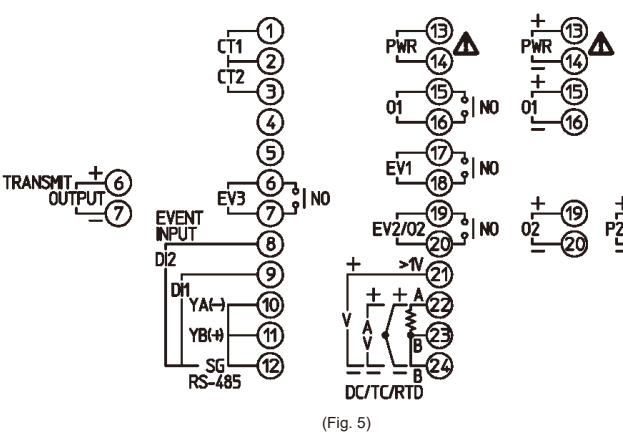 CT1
CT2
1
2
3
4
5
6
7
8
9
10
11
12
TRANSMIT
OUTPUT
+
6
−
7
EV3
NO
EVENT
INPUT
DI2
DI1
YA(−)
YB(+)
SG
RS-485
PWR
13
14
O1
15
16
NO
EV1
17
18
NO
EV2/O2
19
20
NO
+
>1V
21
22
23
24
V
+
A
V
+
A
B
B
−
−
−
DC/TC/RTD
+
PWR
−
13
14
+
O1
−
15
16
+
O2
−
19
20
P2
(Fig. 5)